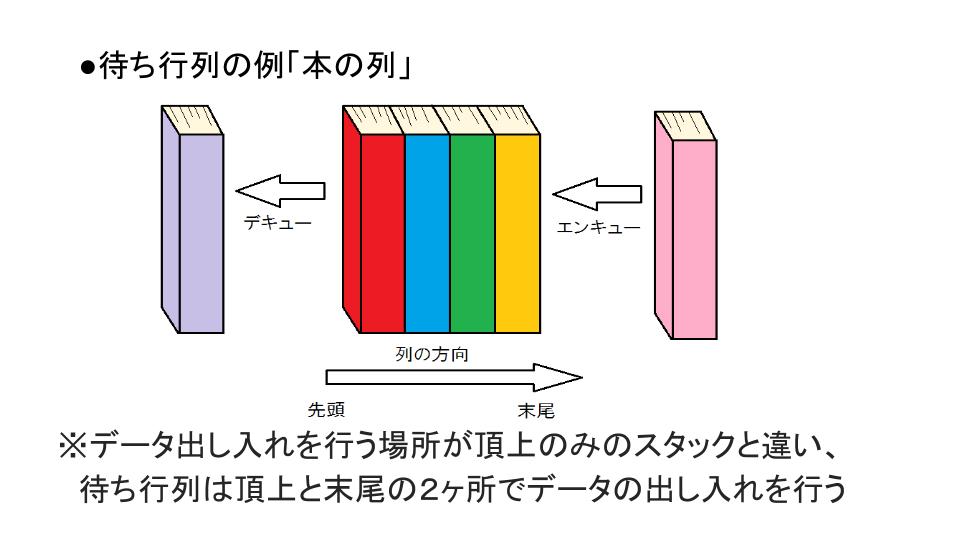 ●待ち行列の例「本の列」
デキュー
エンキュー
列の方向
先頭
末尾
※データ出し入れを行う場所が頂上のみのスタックと違い、
待ち行列は頂上と末尾の2ヶ所でデータの出し入れを行う